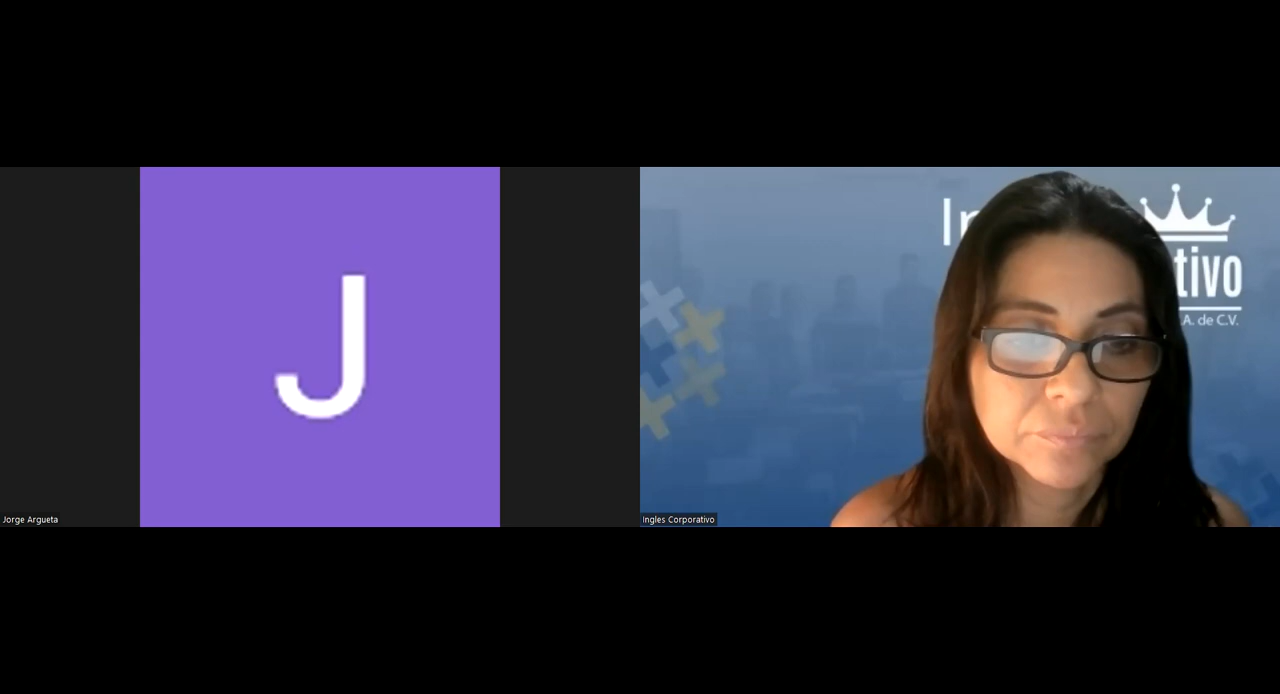 J
In
tivo
A. de C.V.
Jorge Argueta
Ingles Corporativo